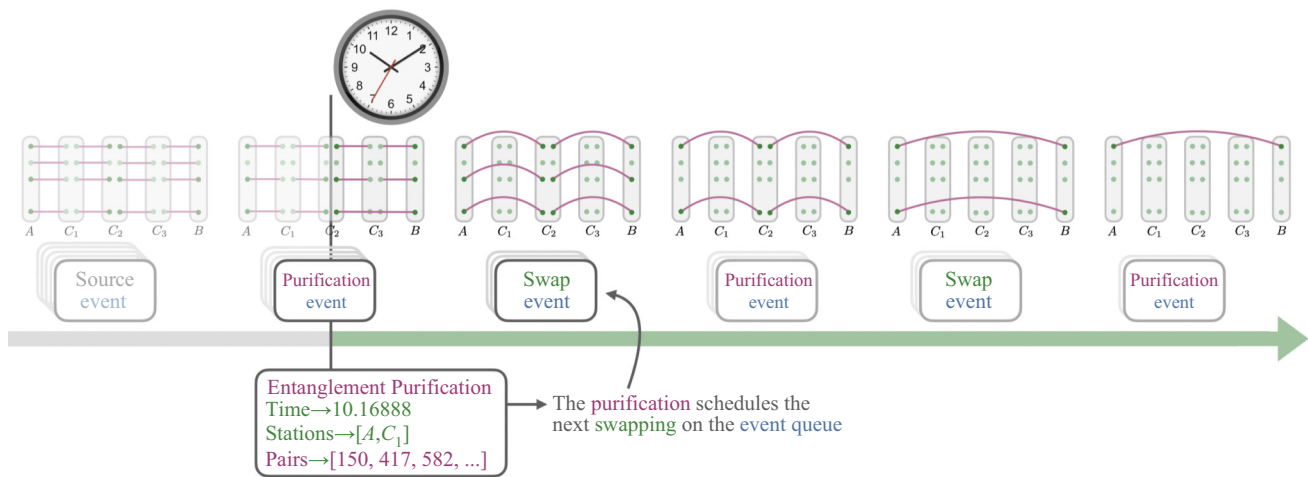 11 12 1
10 2
9 3
8 4
7 6 5
A C₁ C₂ C₃ B
A C₁ C₂ C₃ B
A C₁ C₂ C₃ B
A C₁ C₂ C₃ B
A C₁ C₂ C₃ B
A C₁ C₂ C₃ B
Source
event
Purification
event
Swap
event
Purification
event
Swap
event
Purification
event
Entanglement Purification
Time→10.16888
Stations→[A,C₁]
Pairs→[150, 417, 582, ...]
The purification schedules the
next swapping on the event queue